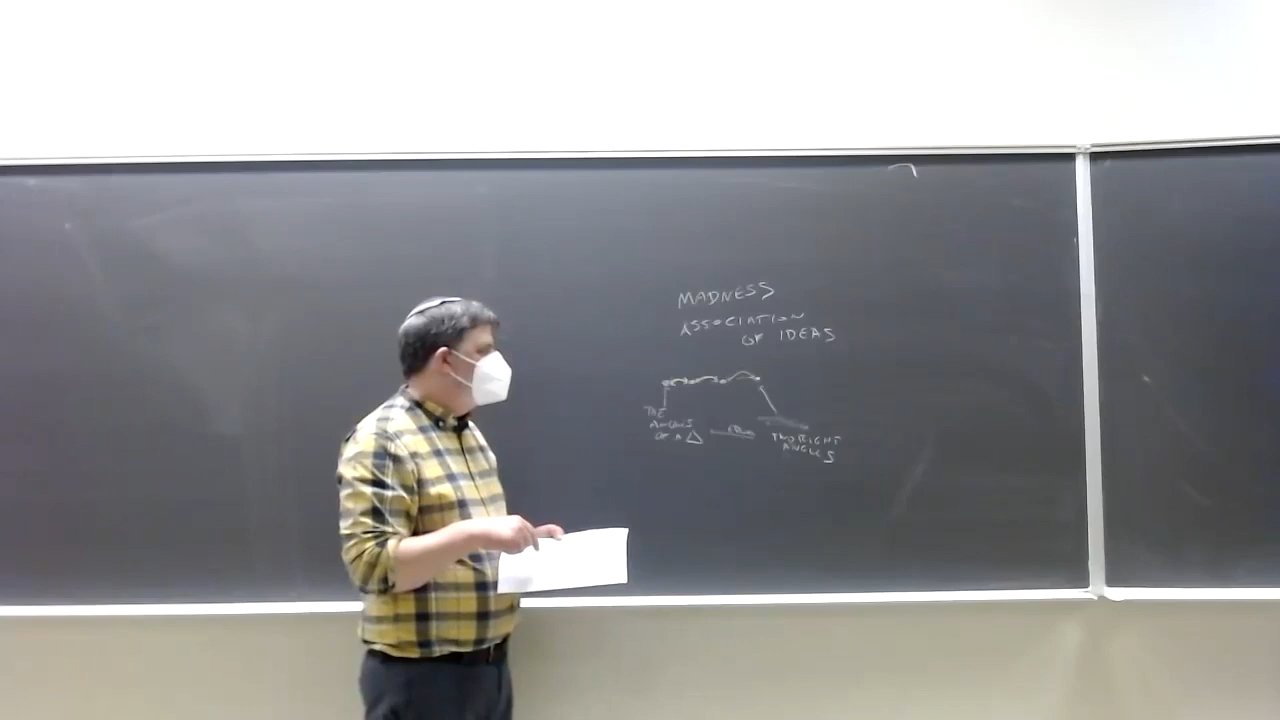 MADNESS
ASSOCIATION
OF IDEAS
THE
ANGLES
OF A △
TWO RIGHT
ANGLES